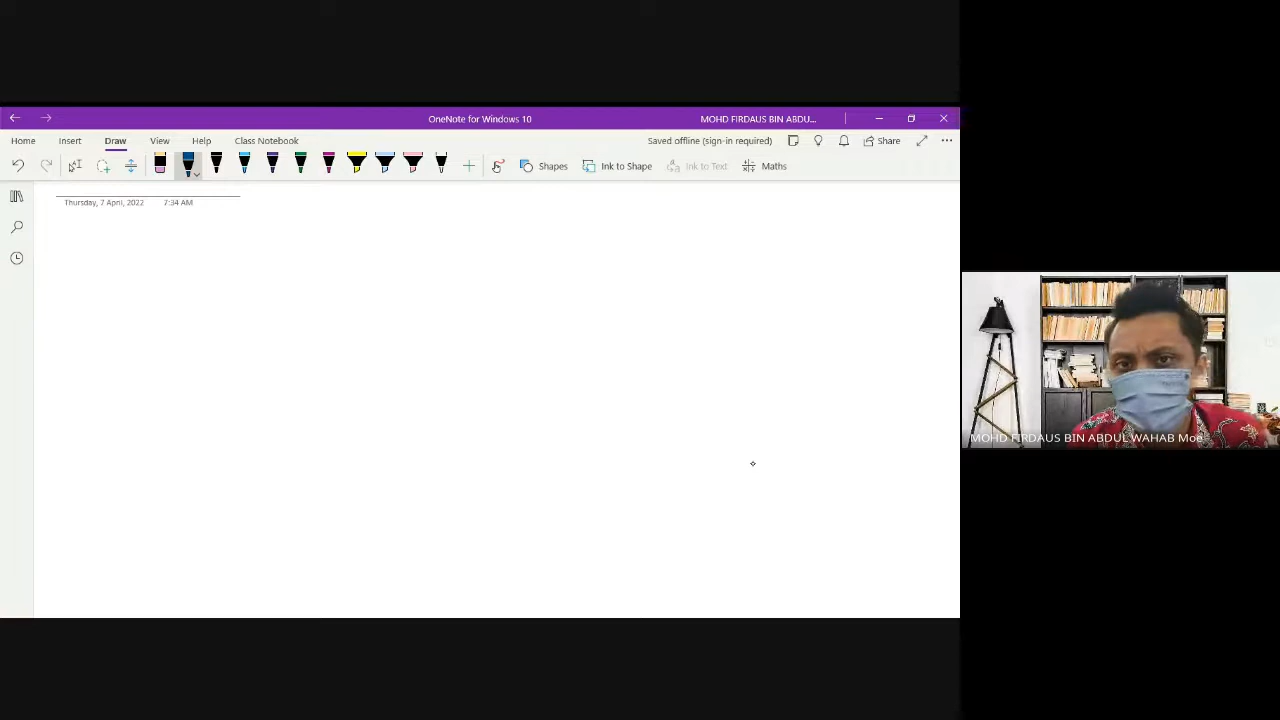 OneNote for Windows 10
MOHD FIRDAUS BIN ABDU...
Home Insert Draw View Help Class Notebook
Saved offline (sign-in required) Share
Shapes Ink to Shape Ink to Text Maths
Thursday, 7 April, 2022 7:34 AM
MOHD FIRDAUS BIN ABDUL WAHAB Moe